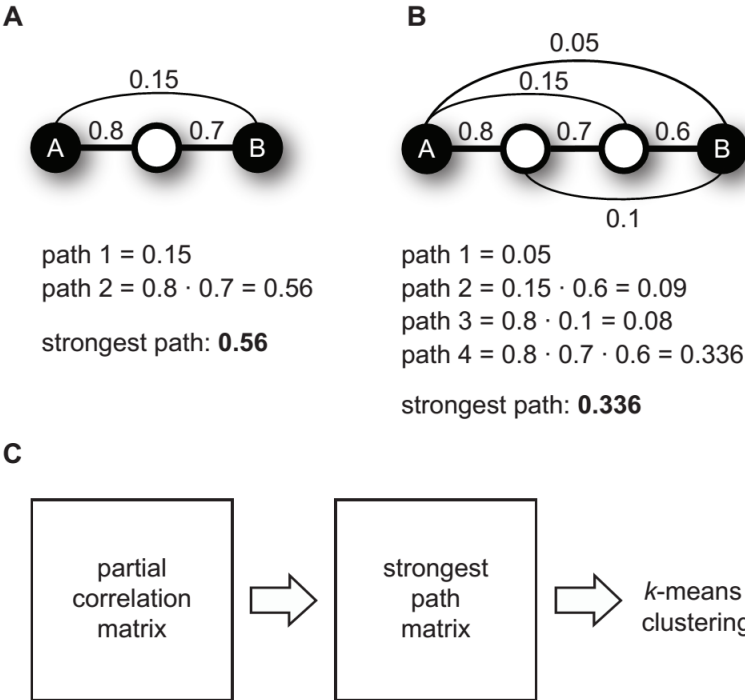 A
0.15
A 0.8 0.7 B
path 1 = 0.15
path 2 = 0.8 · 0.7 = 0.56
strongest path: 0.56
B
0.05
0.15
A 0.8 0.7 0.6 B
0.1
path 1 = 0.05
path 2 = 0.15 · 0.6 = 0.09
path 3 = 0.8 · 0.1 = 0.08
path 4 = 0.8 · 0.7 · 0.6 = 0.336
strongest path: 0.336
C
partial
correlation
matrix
strongest
path
matrix
k-means
clustering